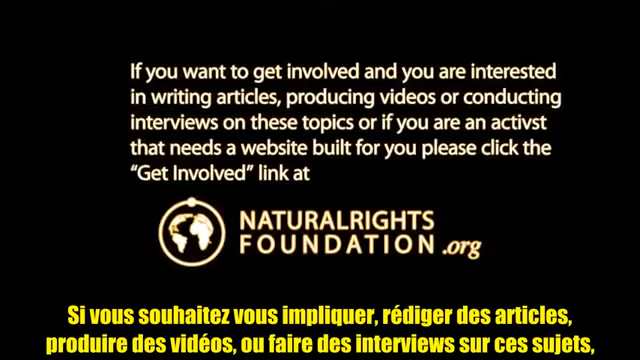 If you want to get involved and you are interested
in writing articles, producing videos or conducting
interviews on these topics or if you are an activst
that needs a website built for you please click the
“Get Involved” link at
NATURALRIGHTS
FOUNDATION.org
Si vous souhaitez vous impliquer, rédiger des articles,
produire des vidéos, ou faire des interviews sur ces sujets,